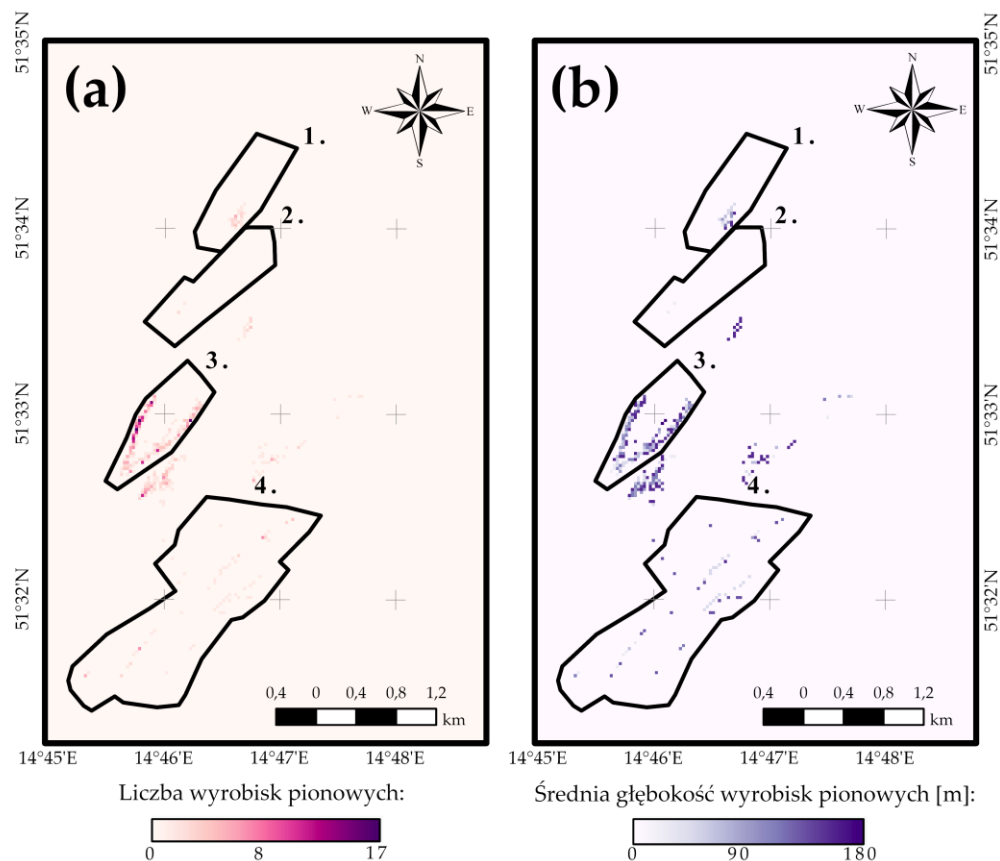 (a)
N
W
E
S
1.
2.
3.
4.
51°35'N
51°34'N
51°33'N
51°32'N
0,4 0 0,4 0,8 1,2
km
14°45'E 14°46'E 14°47'E 14°48'E
Liczba wyrobisk pionowych:
0 8 17
(b)
N
W
E
S
1.
2.
3.
4.
51°35'N
51°34'N
51°33'N
51°32'N
0,4 0 0,4 0,8 1,2
km
14°45'E 14°46'E 14°47'E 14°48'E
Średnia głębokość wyrobisk pionowych [m]:
0 90 180